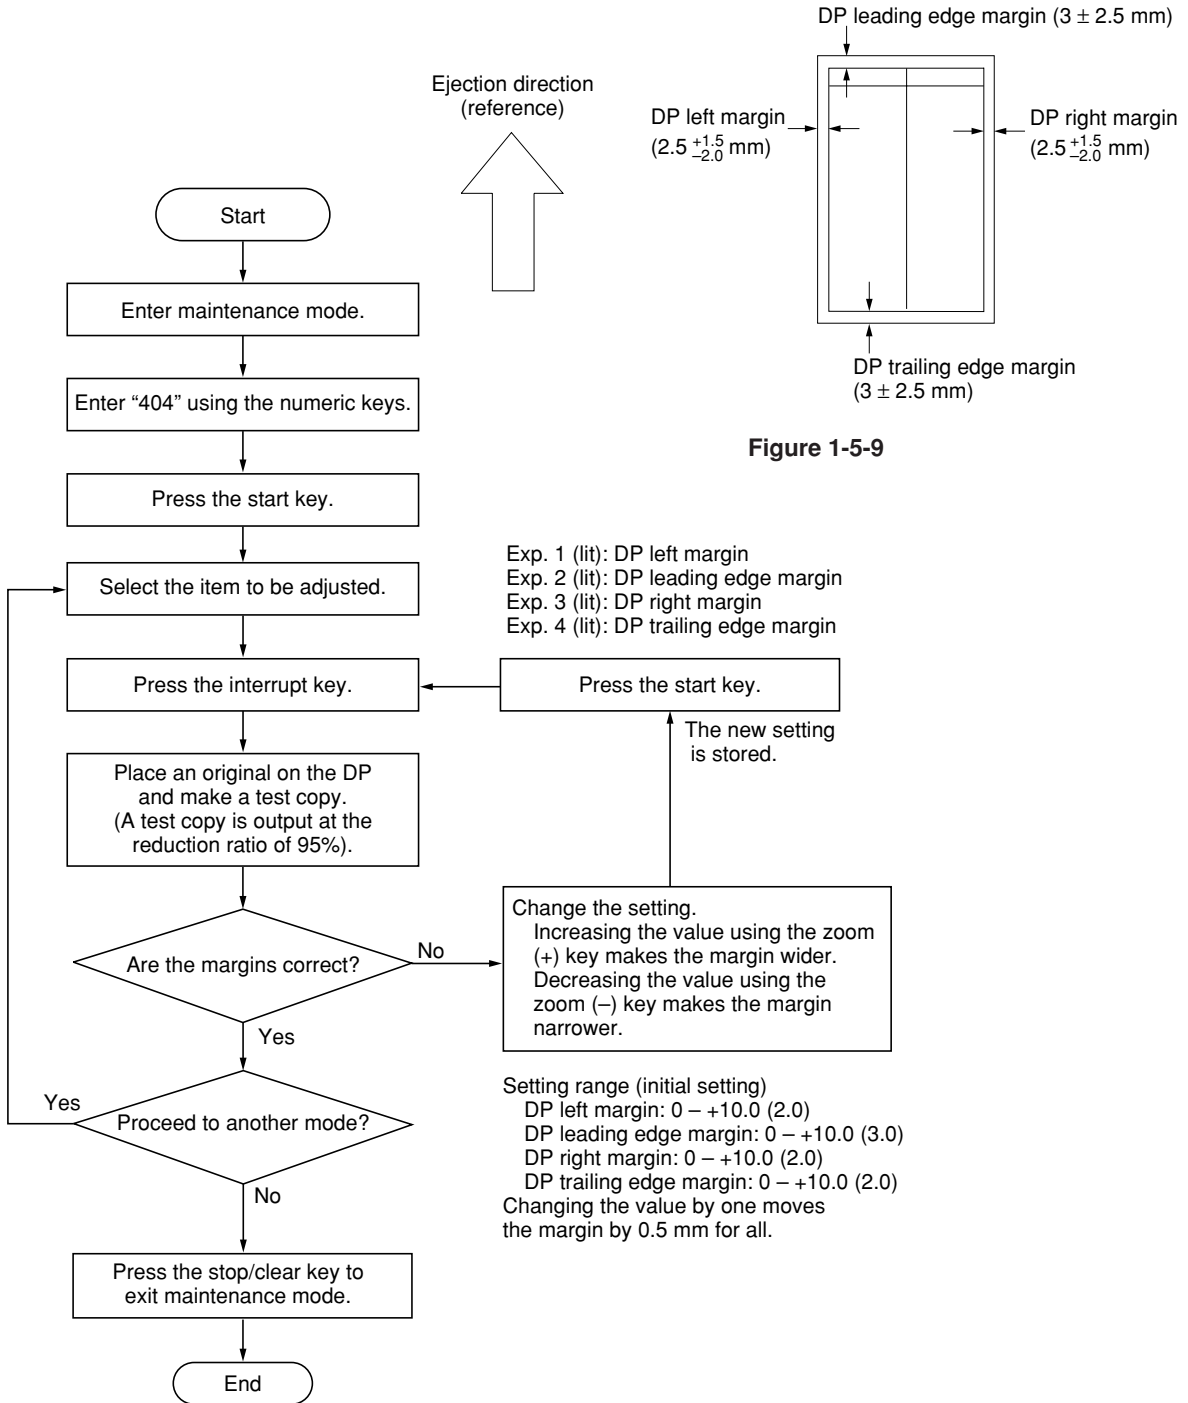 DP leading edge margin (3 ± 2.5 mm)
Ejection direction
(reference)
DP left margin
(2.5 +1.5 –2.0 mm)
DP right margin
(2.5 +1.5 –2.0 mm)
DP trailing edge margin
(3 ± 2.5 mm)
Figure 1-5-9
Start
Enter maintenance mode.
Enter “404” using the numeric keys.
Press the start key.
Select the item to be adjusted.
Exp. 1 (lit): DP left margin
Exp. 2 (lit): DP leading edge margin
Exp. 3 (lit): DP right margin
Exp. 4 (lit): DP trailing edge margin
Press the interrupt key.
Press the start key.
The new setting
is stored.
Place an original on the DP
and make a test copy.
(A test copy is output at the
reduction ratio of 95%).
Are the margins correct?
No
Change the setting.
Increasing the value using the zoom
(+) key makes the margin wider.
Decreasing the value using the
zoom (–) key makes the margin
narrower.
Yes
Setting range (initial setting)
DP left margin: 0 – +10.0 (2.0)
DP leading edge margin: 0 – +10.0 (3.0)
DP right margin: 0 – +10.0 (2.0)
DP trailing edge margin: 0 – +10.0 (2.0)
Changing the value by one moves
the margin by 0.5 mm for all.
Yes
Proceed to another mode?
No
Press the stop/clear key to
exit maintenance mode.
End